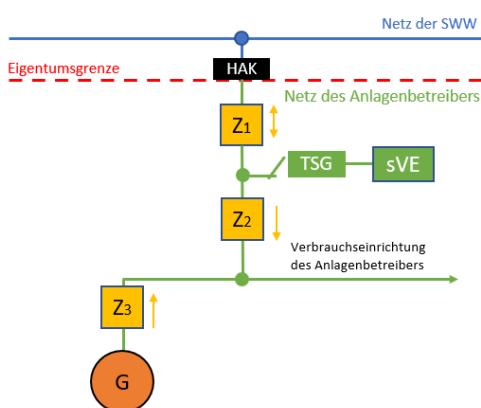 Netz der SWW
Eigentumsgrenze
HAK
Netz des Anlagenbetreibers
Z1
TSG
sVE
Z2
Verbrauchseinrichtung
des Anlagenbetreibers
Z3
G